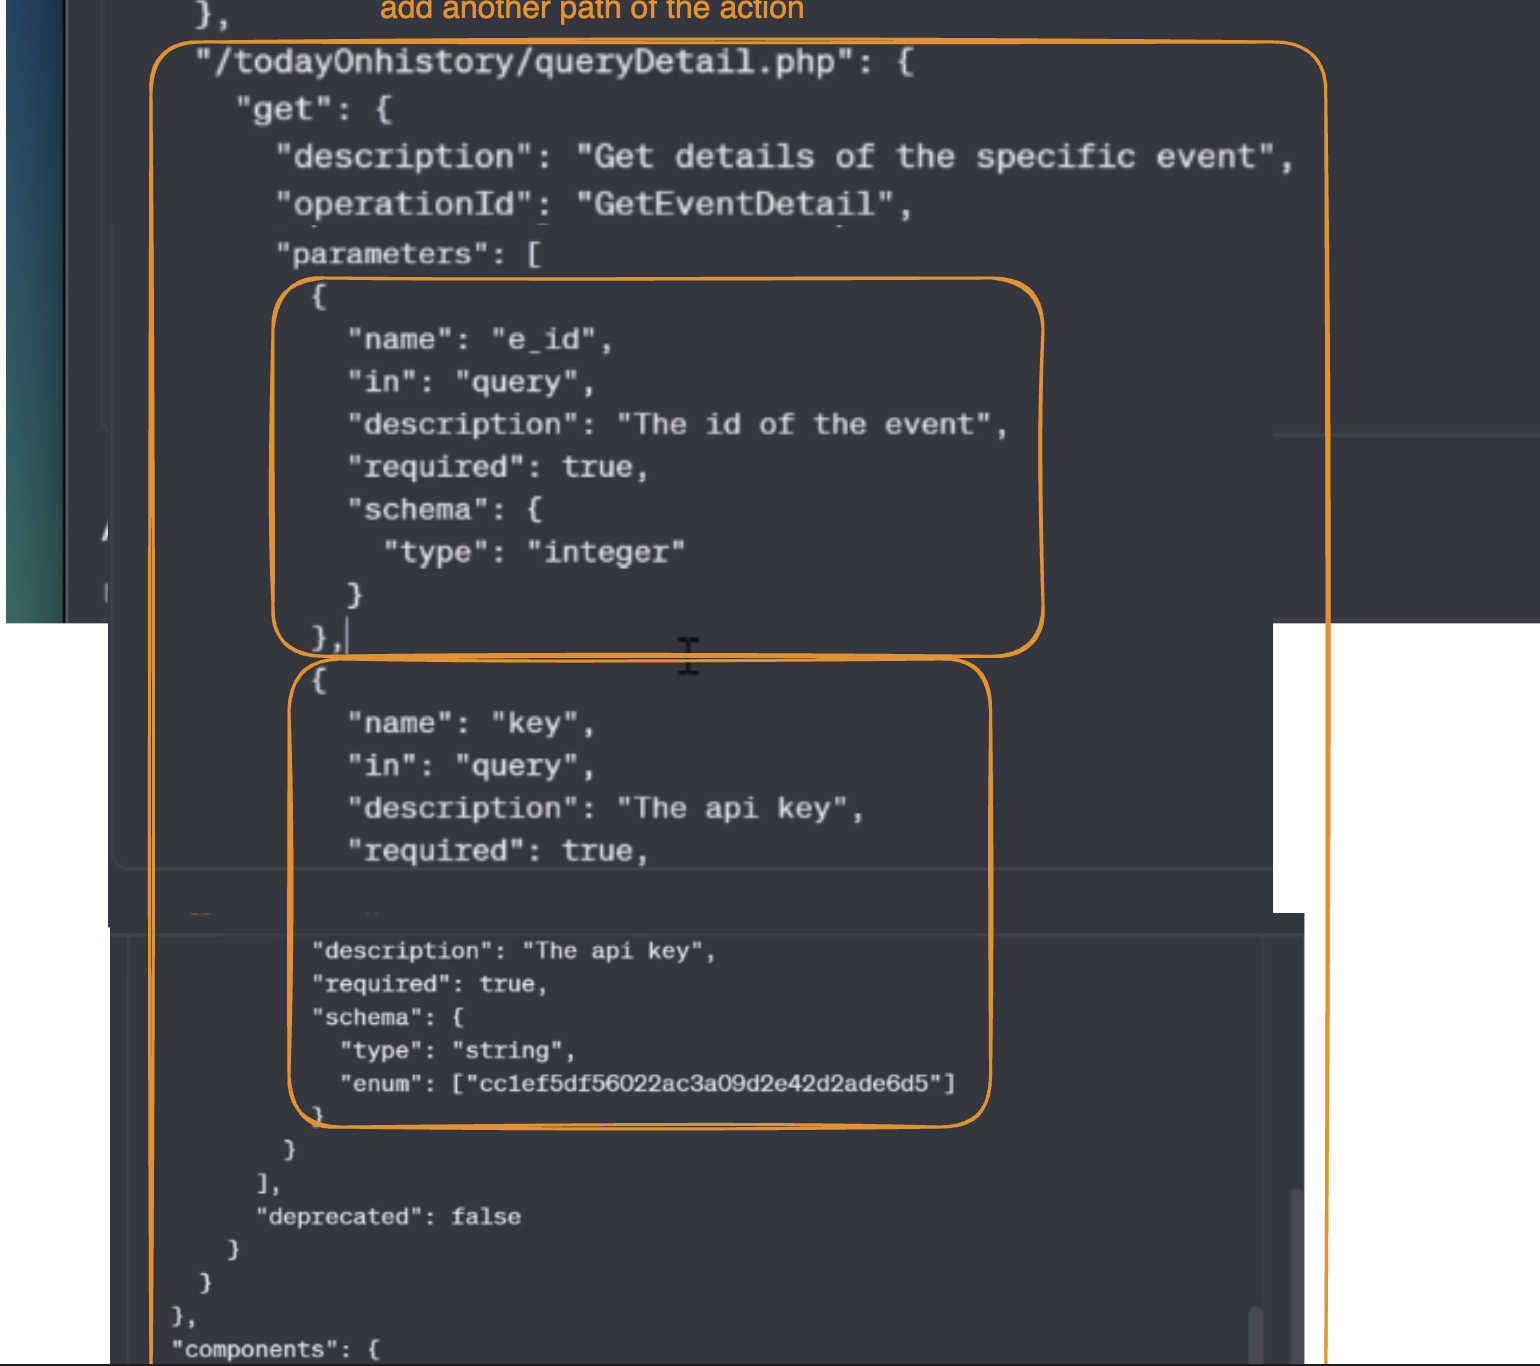 add another path of the action
},
"/todayOnhistory/queryDetail.php": {
"get": {
"description": "Get details of the specific event",
"operationId": "GetEventDetail",
"parameters": [
{
"name": "e_id",
"in": "query",
"description": "The id of the event",
"required": true,
"schema": {
"type": "integer"
}
},
{
"name": "key",
"in": "query",
"description": "The api key",
"required": true,
"description": "The api key",
"required": true,
"schema": {
"type": "string",
"enum": ["cc1ef5df56022ac3a09d2e42d2ade6d5"]
}
}
],
"deprecated": false
}
}
},
"components": {